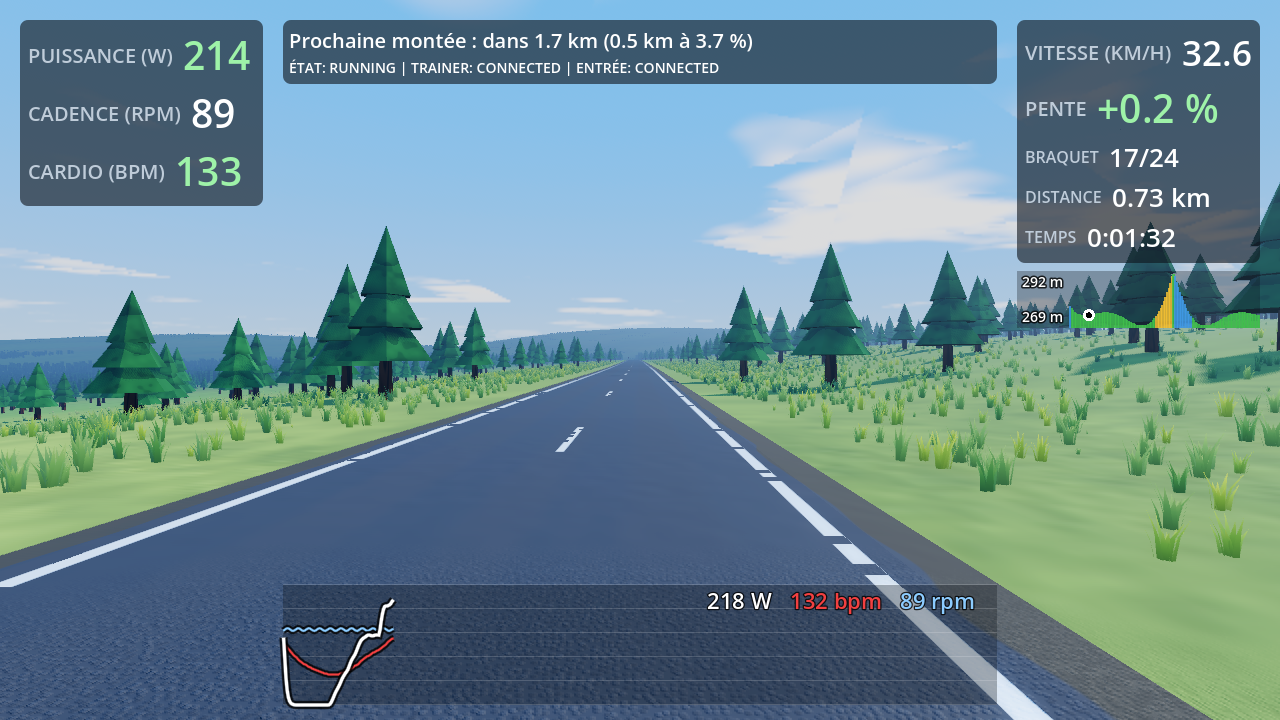 PUISSANCE (W) 214
CADENCE (RPM) 89
CARDIO (BPM) 133
Prochaine montée : dans 1.7 km (0.5 km à 3.7 %)
ÉTAT: RUNNING | TRAINER: CONNECTED | ENTRÉE: CONNECTED
VITESSE (KM/H) 32.6
PENTE +0.2 %
BRAQUET 17/24
DISTANCE 0.73 km
TEMPS 0:01:32
292 m
269 m
218 W 132 bpm 89 rpm